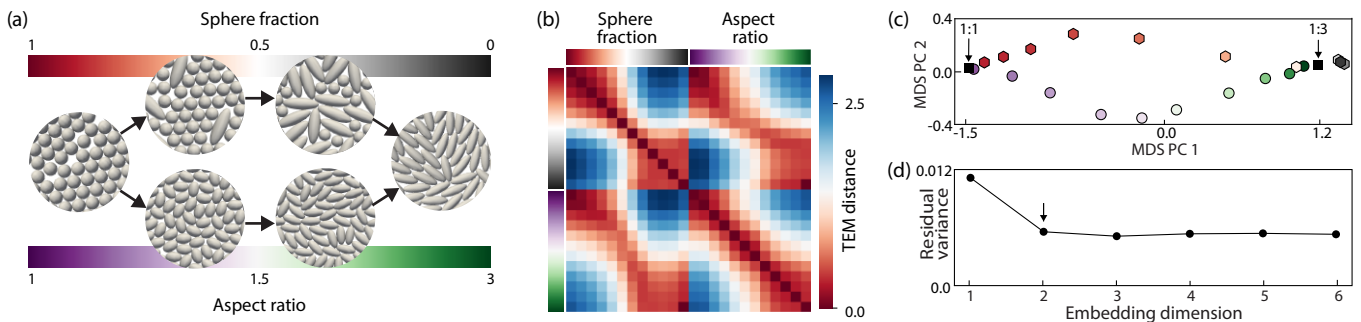 (a)
Sphere fraction
1 0.5 0
1 1.5 3
Aspect ratio
(b)
Sphere
fraction
Aspect
ratio
2.5
TEM distance
0.0
(c)
0.4
0.0
-0.4
MDS PC 2
1:1
1:3
-1.5 0.0 1.2
MDS PC 1
(d)
0.012
0.0
Residual
variance
1 2 3 4 5 6
Embedding dimension